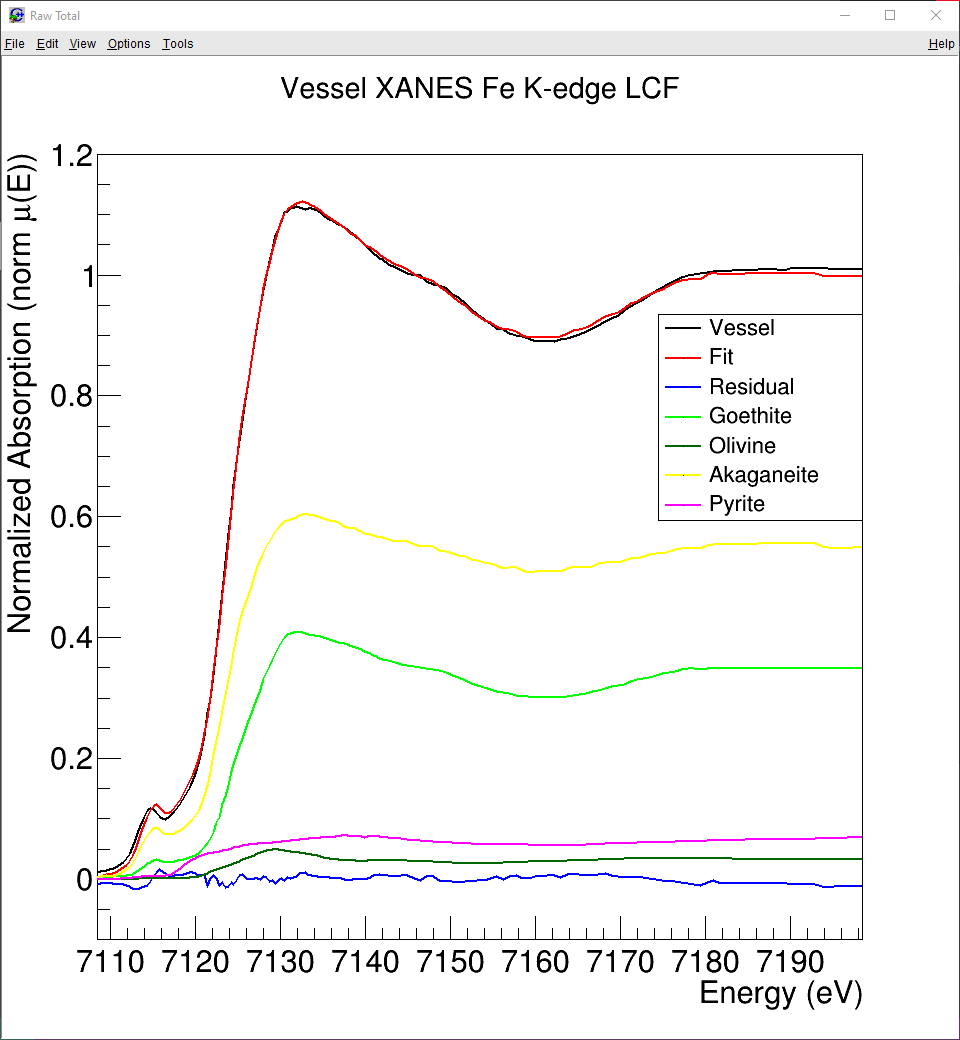 Raw Total
File Edit View Options Tools Help
Vessel XANES Fe K-edge LCF
Normalized Absorption (norm μ(E))
1.2
1
0.8
0.6
0.4
0.2
0
Vessel
Fit
Residual
Goethite
Olivine
Akaganeite
Pyrite
7110 7120 7130 7140 7150 7160 7170 7180 7190
Energy (eV)